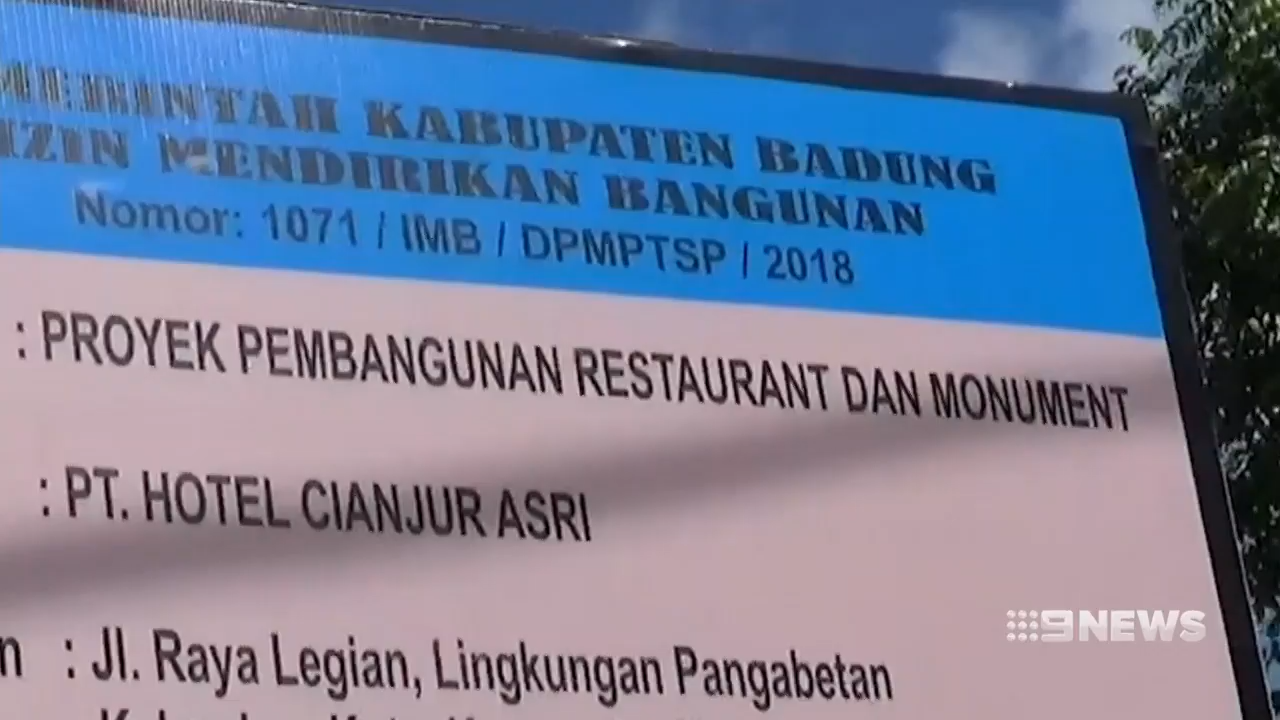 MERINTAH KABUPATEN BADUNG
IZIN MENDIRIKAN BANGUNAN
Nomor: 1071 / IMB / DPMPTSP / 2018
: PROYEK PEMBANGUNAN RESTAURANT DAN MONUMENT
: PT. HOTEL CIANJUR ASRI
n : Jl. Raya Legian, Lingkungan Pangabetan
9NEWS